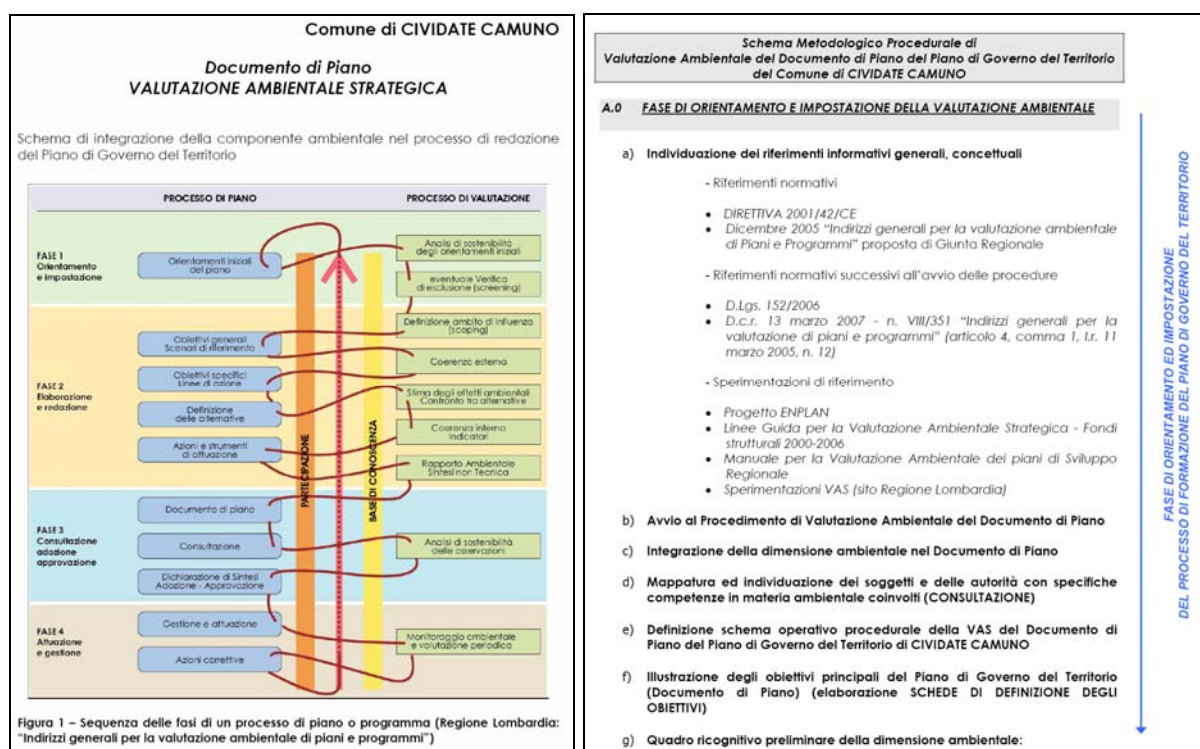 Comune di CIVIDATE CAMUNO
Documento di Piano
VALUTAZIONE AMBIENTALE STRATEGICA
Schema di integrazione della componente ambientale nel processo di redazione
del Piano di Governo del Territorio
PROCESSO DI PIANO
PROCESSO DI VALUTAZIONE
FASE 1
Orientamento
e impostazione
Orientamenti iniziali
del piano
Analisi di sostenibilità
degli orientamenti iniziali
eventuale Verifica
di esclusione (screening)
FASE 2
Elaborazione
e redazione
Definizione ambito di influenza
(scoping)
Obiettivi generali
Scenari di riferimento
Coerenza esterna
Obiettivi specifici
Linee di azione
Stima degli effetti ambientali
Confronto tra alternative
Definizione
delle alternative
Coerenza interna
Indicatori
Azioni e strumenti
di attuazione
Rapporto Ambientale
Sintesi non Tecnica
PARTECIPAZIONE
BASE DI CONOSCENZA
FASE 3
Consultazione
adozione
approvazione
Documento di piano
Consultazione
Analisi di sostenibilità
delle osservazioni
Dichiarazione di Sintesi
Adozione - Approvazione
FASE 4
Attuazione
e gestione
Gestione e attuazione
Monitoraggio ambientale
e valutazione periodica
Azioni correttive
Figura 1 – Sequenza delle fasi di un processo di piano o programma (Regione Lombardia:
"Indirizzi generali per la valutazione ambientale di piani e programmi")
Schema Metodologico Procedurale di
Valutazione Ambientale del Documento di Piano del Piano di Governo del Territorio
del Comune di CIVIDATE CAMUNO
A.0 FASE DI ORIENTAMENTO E IMPOSTAZIONE DELLA VALUTAZIONE AMBIENTALE
a) Individuazione dei riferimenti informativi generali, concettuali
- Riferimenti normativi
• DIRETTIVA 2001/42/CE
• Dicembre 2005 "Indirizzi generali per la valutazione ambientale
di Piani e Programmi" proposta di Giunta Regionale
- Riferimenti normativi successivi all'avvio delle procedure
• D.Lgs. 152/2006
• D.c.r. 13 marzo 2007 - n. VIII/351 "Indirizzi generali per la
valutazione di piani e programmi" (articolo 4, comma 1, l.r. 11
marzo 2005, n. 12)
- Sperimentazioni di riferimento
• Progetto ENPLAN
• Linee Guida per la Valutazione Ambientale Strategica - Fondi
strutturali 2000-2006
• Manuale per la Valutazione Ambientale dei piani di Sviluppo
Regionale
• Sperimentazioni VAS (sito Regione Lombardia)
b) Avvio al Procedimento di Valutazione Ambientale del Documento di Piano
c) Integrazione della dimensione ambientale nel Documento di Piano
d) Mappatura ed individuazione dei soggetti e delle autorità con specifiche
competenze in materia ambientale coinvolti (CONSULTAZIONE)
e) Definizione schema operativo procedurale della VAS del Documento di
Piano del Piano di Governo del Territorio di CIVIDATE CAMUNO
f) Illustrazione degli obiettivi principali del Piano di Governo del Territorio
(Documento di Piano) (elaborazione SCHEDE DI DEFINIZIONE DEGLI
OBIETTIVI)
g) Quadro ricognitivo preliminare della dimensione ambientale:
FASE DI ORIENTAMENTO ED IMPOSTAZIONE
DEL PROCESSO DI FORMAZIONE DEL PIANO DI GOVERNO DEL TERRITORIO